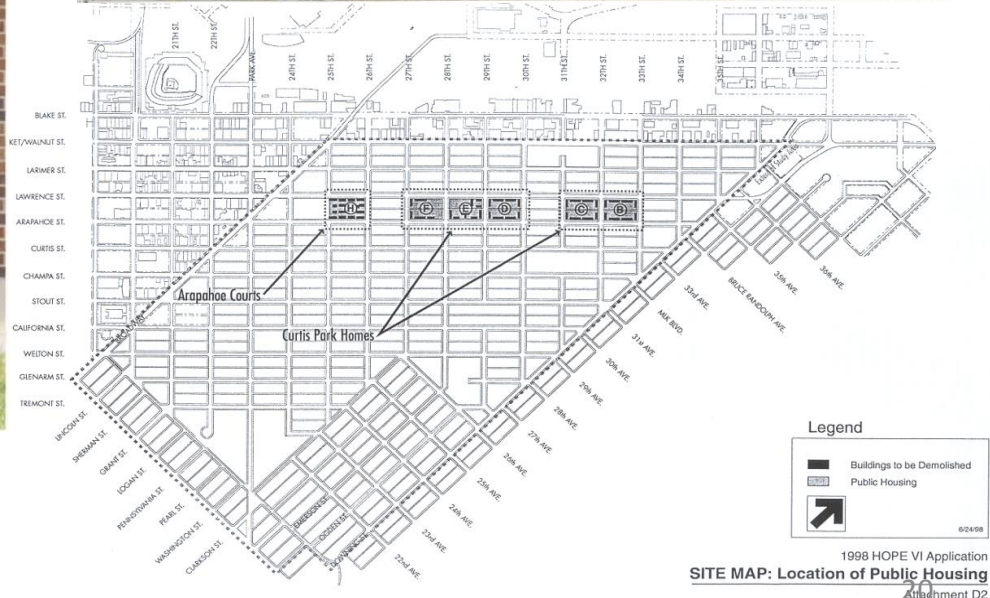 21TH ST.
22TH ST.
PARK AVE.
24TH ST.
25TH ST.
26TH ST.
27TH ST.
28TH ST.
29TH ST.
30TH ST.
31TH ST.
32TH ST.
33TH ST.
34TH ST.
35TH ST.
BLAKE ST.
KET/WALNUT ST.
LARIMER ST.
LAWRENCE ST.
ARAPAHOE ST.
CURTIS ST.
CHAMPA ST.
STOUT ST.
CALIFORNIA ST.
WELTON ST.
GLENARM ST.
TREMONT ST.
H
F
E
D
C
B
Arapahoe Courts
Curtis Park Homes
LINCOLN ST.
SHERMAN ST.
GRANT ST.
LOGAN ST.
PENNSYLVANIA ST.
PEARL ST.
WASHINGTON ST.
CLARKSON ST.
EMERSON ST.
OGDEN ST.
36th AVE.
35th AVE.
BRUCE RANDOLPH AVE.
33rd AVE.
MLK BLVD.
31st AVE.
30th AVE.
29th AVE.
28th AVE.
27th AVE.
26th AVE.
25th AVE.
24th AVE.
23rd AVE.
22nd AVE.
Legend
Buildings to be Demolished
Public Housing
6/24/98
1998 HOPE VI Application
SITE MAP: Location of Public Housing
20
Attachment D2